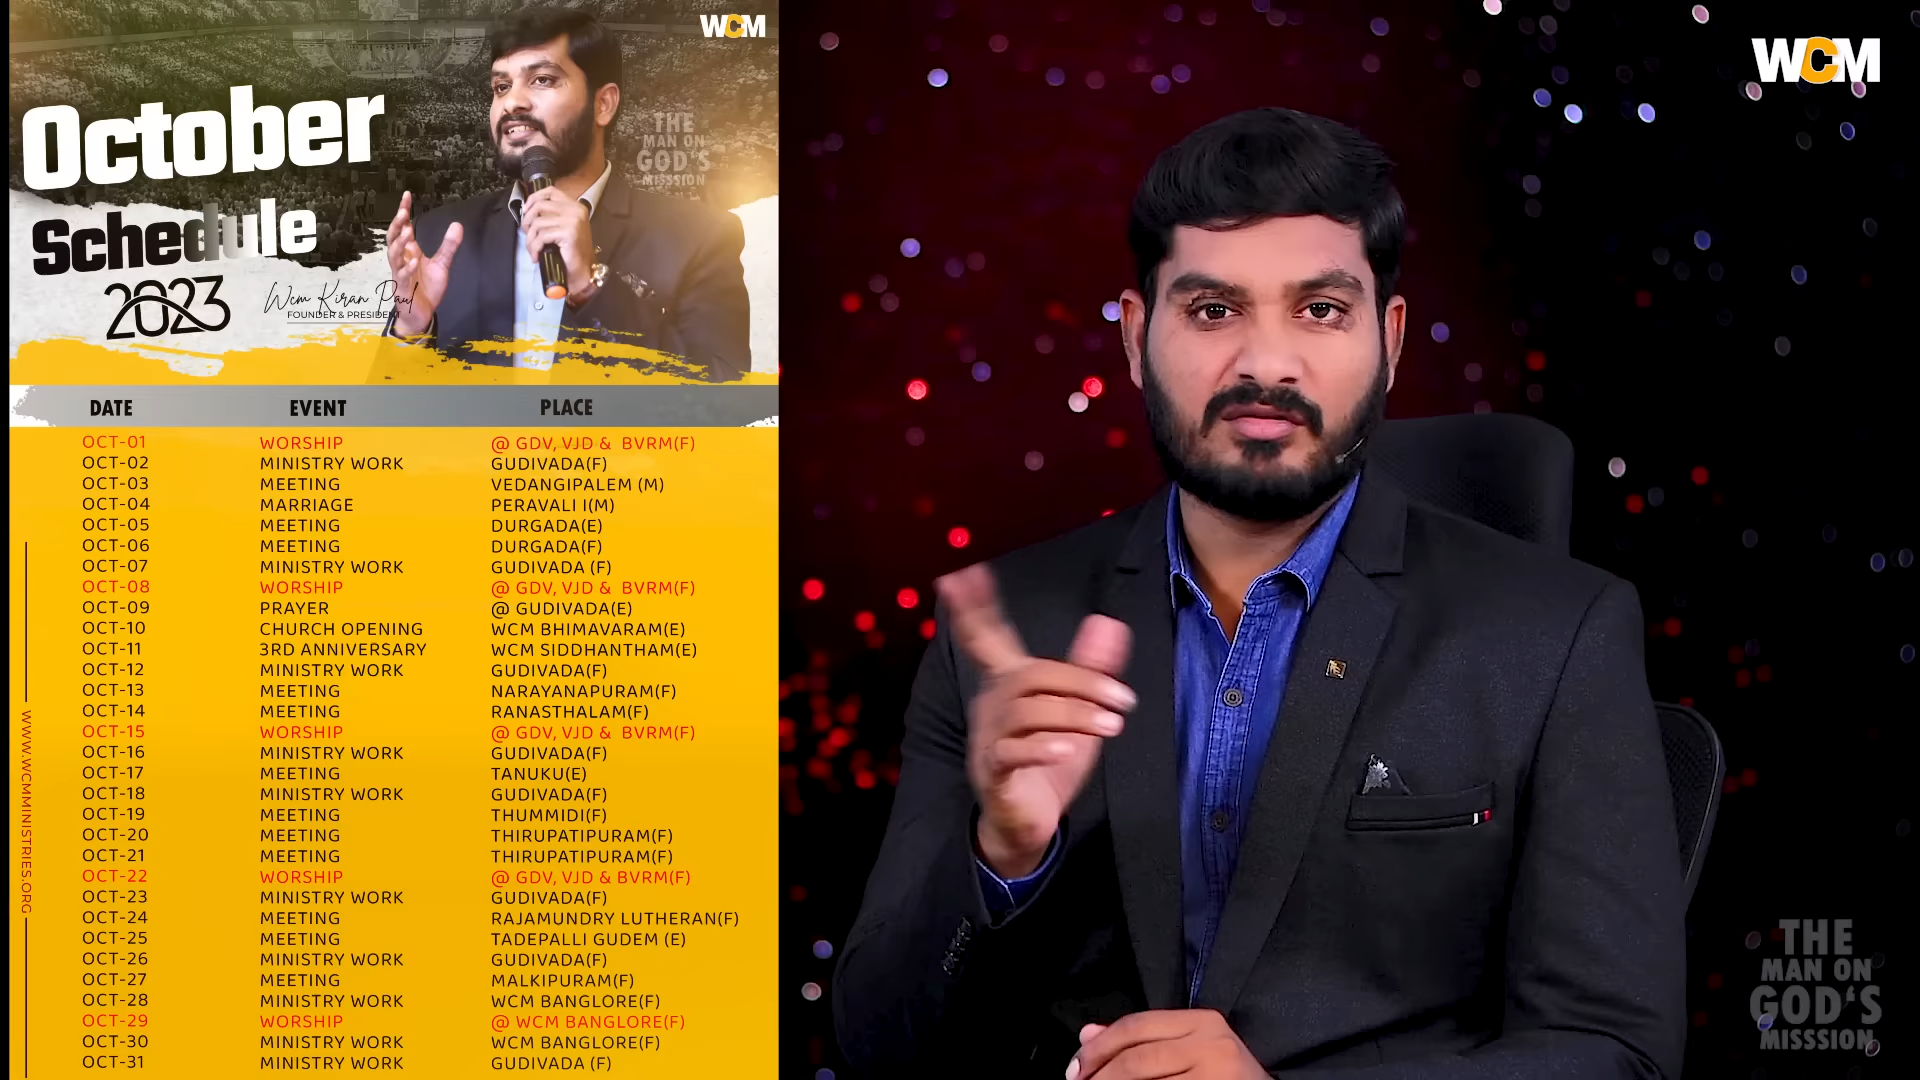 WCM
October
Schedule
2023
Wcm Kiran Paul
FOUNDER & PRESIDENT
THE
MAN ON
GOD'S
MISSSION
DATE EVENT PLACE
OCT-01 WORSHIP @ GDV, VJD & BVRM(F)
OCT-02 MINISTRY WORK GUDIVADA(F)
OCT-03 MEETING VEDANGIPALEM (M)
OCT-04 MARRIAGE PERAVALI I(M)
OCT-05 MEETING DURGADA(E)
OCT-06 MEETING DURGADA(F)
OCT-07 MINISTRY WORK GUDIVADA (F)
OCT-08 WORSHIP @ GDV, VJD & BVRM(F)
OCT-09 PRAYER @ GUDIVADA(E)
OCT-10 CHURCH OPENING WCM BHIMAVARAM(E)
OCT-11 3RD ANNIVERSARY WCM SIDDHANTHAM(E)
OCT-12 MINISTRY WORK GUDIVADA(F)
OCT-13 MEETING NARAYANAPURAM(F)
OCT-14 MEETING RANASTHALAM(F)
OCT-15 WORSHIP @ GDV, VJD & BVRM(F)
OCT-16 MINISTRY WORK GUDIVADA(F)
OCT-17 MEETING TANUKU(E)
OCT-18 MINISTRY WORK GUDIVADA(F)
OCT-19 MEETING THUMMIDI(F)
OCT-20 MEETING THIRUPATIPURAM(F)
OCT-21 MEETING THIRUPATIPURAM(F)
OCT-22 WORSHIP @ GDV, VJD & BVRM(F)
OCT-23 MINISTRY WORK GUDIVADA(F)
OCT-24 MEETING RAJAMUNDRY LUTHERAN(F)
OCT-25 MEETING TADEPALLI GUDEM (E)
OCT-26 MINISTRY WORK GUDIVADA(F)
OCT-27 MEETING MALKIPURAM(F)
OCT-28 MINISTRY WORK WCM BANGLORE(F)
OCT-29 WORSHIP @ WCM BANGLORE(F)
OCT-30 MINISTRY WORK WCM BANGLORE(F)
OCT-31 MINISTRY WORK GUDIVADA (F)
WWW.WCMMINISTRIES.ORG
WCM
THE
MAN ON
GOD'S
MISSSION